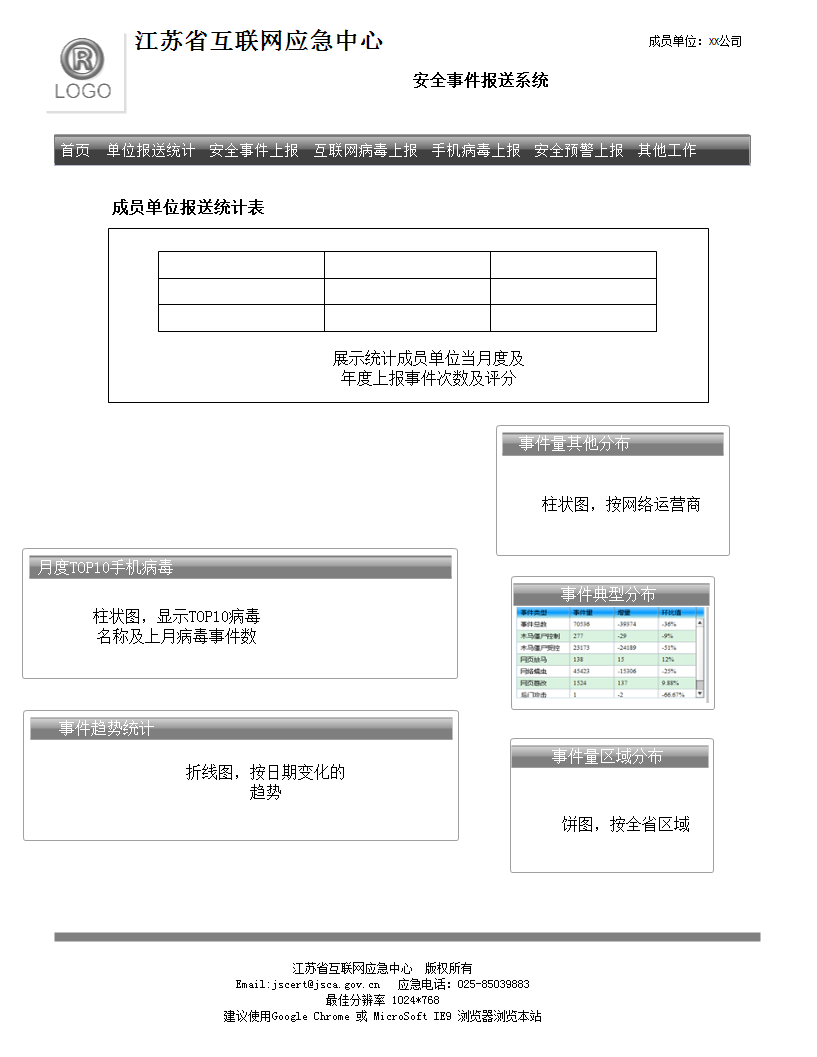 ® LOGO
江苏省互联网应急中心
成员单位：xx公司
安全事件报送系统
首页 单位报送统计 安全事件上报 互联网病毒上报 手机病毒上报 安全预警上报 其他工作
成员单位报送统计表
展示统计成员单位当月度及
年度上报事件次数及评分
事件量其他分布
柱状图，按网络运营商
月度TOP10手机病毒
柱状图，显示TOP10病毒
名称及上月病毒事件数
事件典型分布
事件类型 事件量 增量 环比值
事件总数 70536 -39374 -36%
木马僵尸控制 277 -29 -9%
木马僵尸受控 23173 -24189 -51%
网页挂马 138 15 12%
网络蠕虫 45423 -15306 -25%
网页篡改 1524 137 9.88%
后门攻击 1 -2 -66.67%
事件趋势统计
折线图，按日期变化的
趋势
事件量区域分布
饼图，按全省区域
江苏省互联网应急中心 版权所有
Email:jscert@jsca.gov.cn 应急电话：025-85039883
最佳分辨率 1024*768
建议使用Google Chrome 或 MicroSoft IE9 浏览器浏览本站